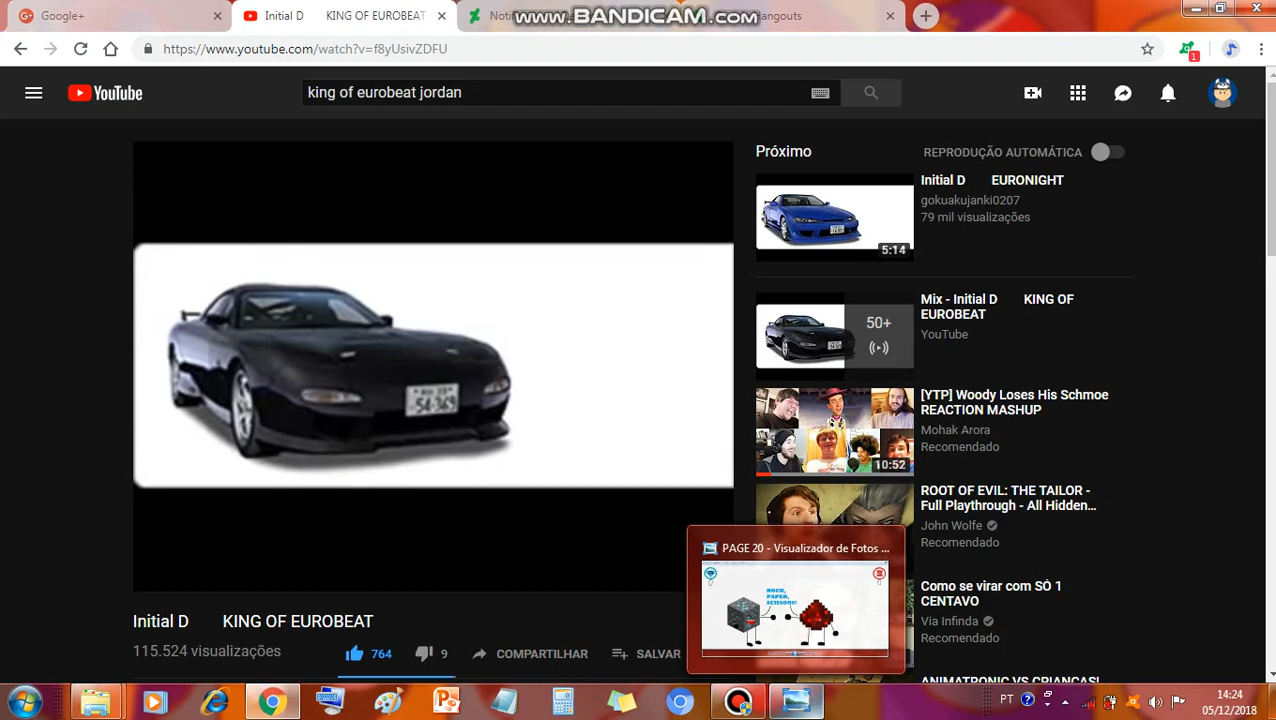 Google+
Initial D KING OF EUROBEAT
Noti
WWW.BANDICAM.COM
angouts
https://www.youtube.com/watch?v=f8yUsivZDFU
1
YouTube
king of eurobeat jordan
Próximo
REPRODUÇÃO AUTOMÁTICA
Initial D EURONIGHT
gokuakujanki0207
79 mil visualizações
5:14
Mix - Initial D KING OF
EUROBEAT
YouTube
50+
[YTP] Woody Loses His Schmoe
REACTION MASHUP
Mohak Arora
Recomendado
10:52
ROOT OF EVIL: THE TAILOR -
Full Playthrough - All Hidden...
John Wolfe
Recomendado
PAGE 20 - Visualizador de Fotos ...
ROCK,
PAPER,
SCISSORS!
Como se virar com SÓ 1
CENTAVO
Via Infinda
Recomendado
ANIMATRONIC VS CRIANÇAS!
54-369
Initial D KING OF EUROBEAT
115.524 visualizações
764
9
COMPARTILHAR
SALVAR
PT
14:24
05/12/2018